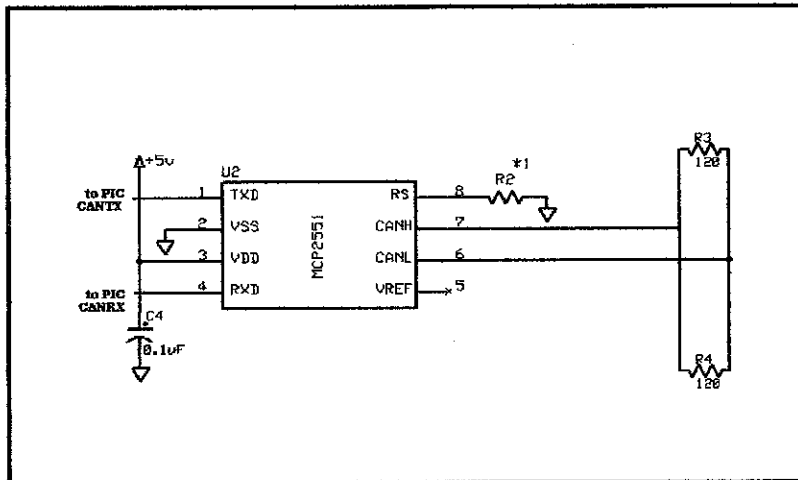 +5v
to PIC
CANTX
U2
1 TXD
2 VSS
3 VDD
4 RXD
to PIC
CANRX
MCP2551
RS 8
CANH 7
CANL 6
VREF 5
*1
R2
R3
120
R4
120
C4
0.1uF